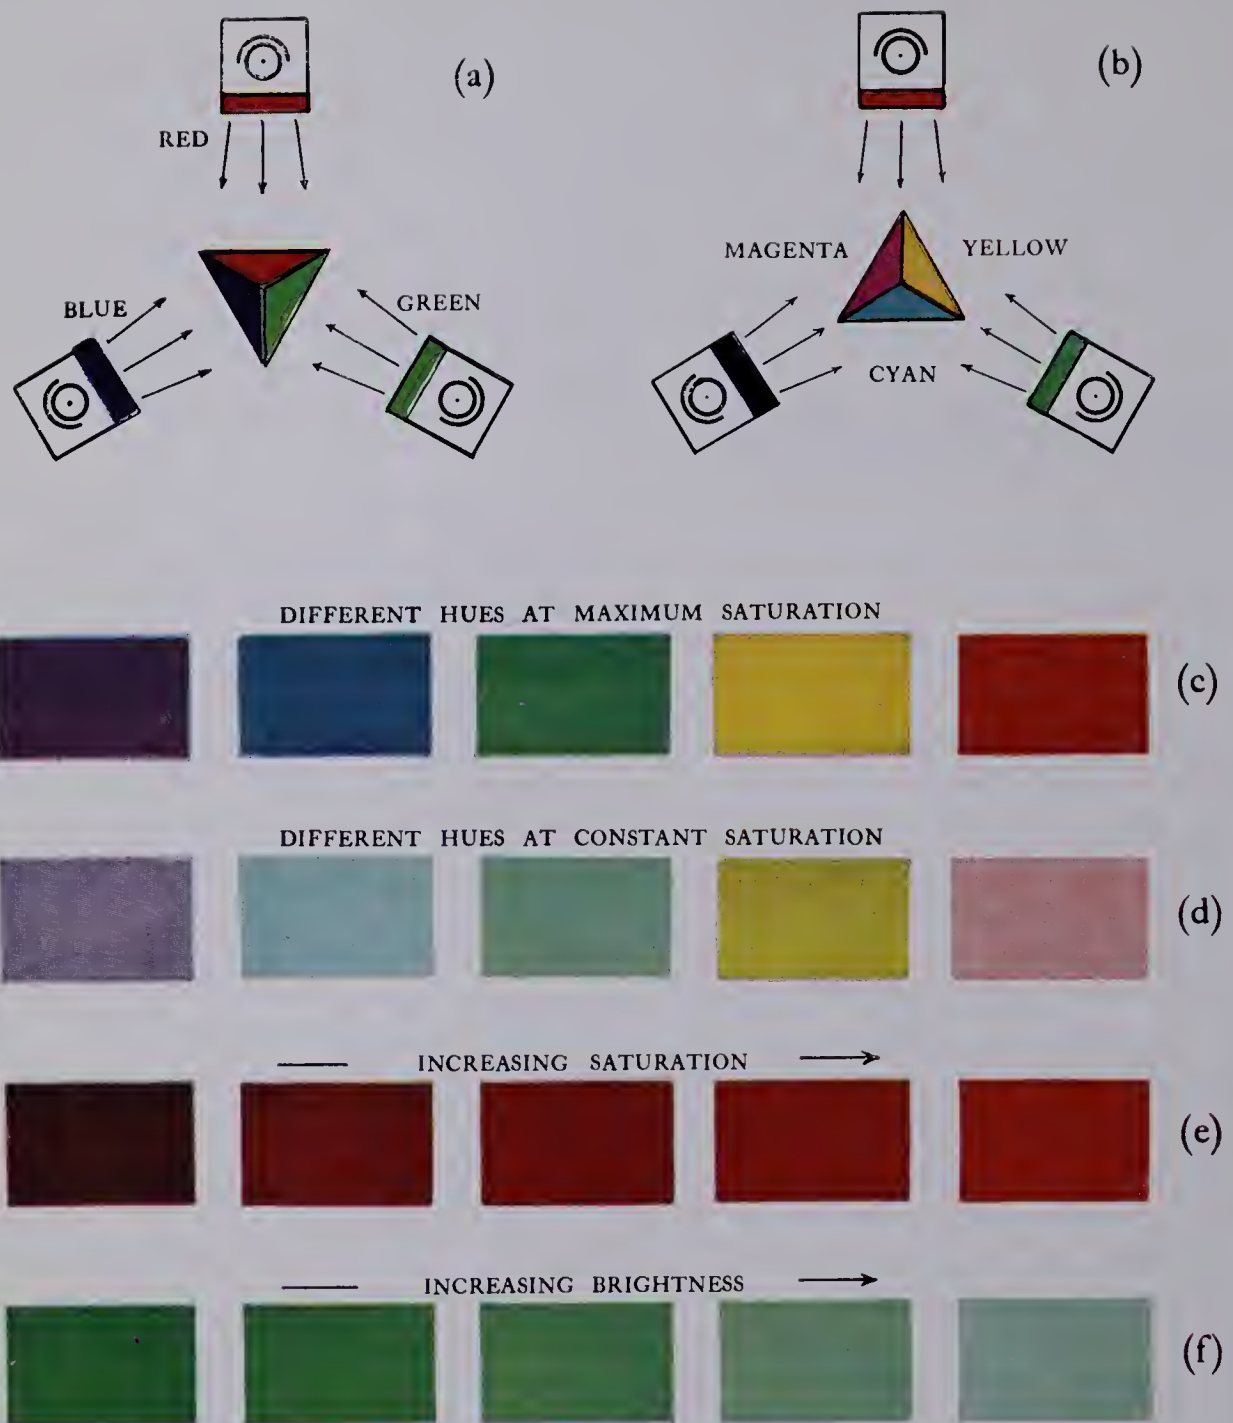 (a)
RED
BLUE
GREEN
(b)
MAGENTA
YELLOW
CYAN
DIFFERENT HUES AT MAXIMUM SATURATION
(c)
DIFFERENT HUES AT CONSTANT SATURATION
(d)
INCREASING SATURATION
(e)
INCREASING BRIGHTNESS
(f)